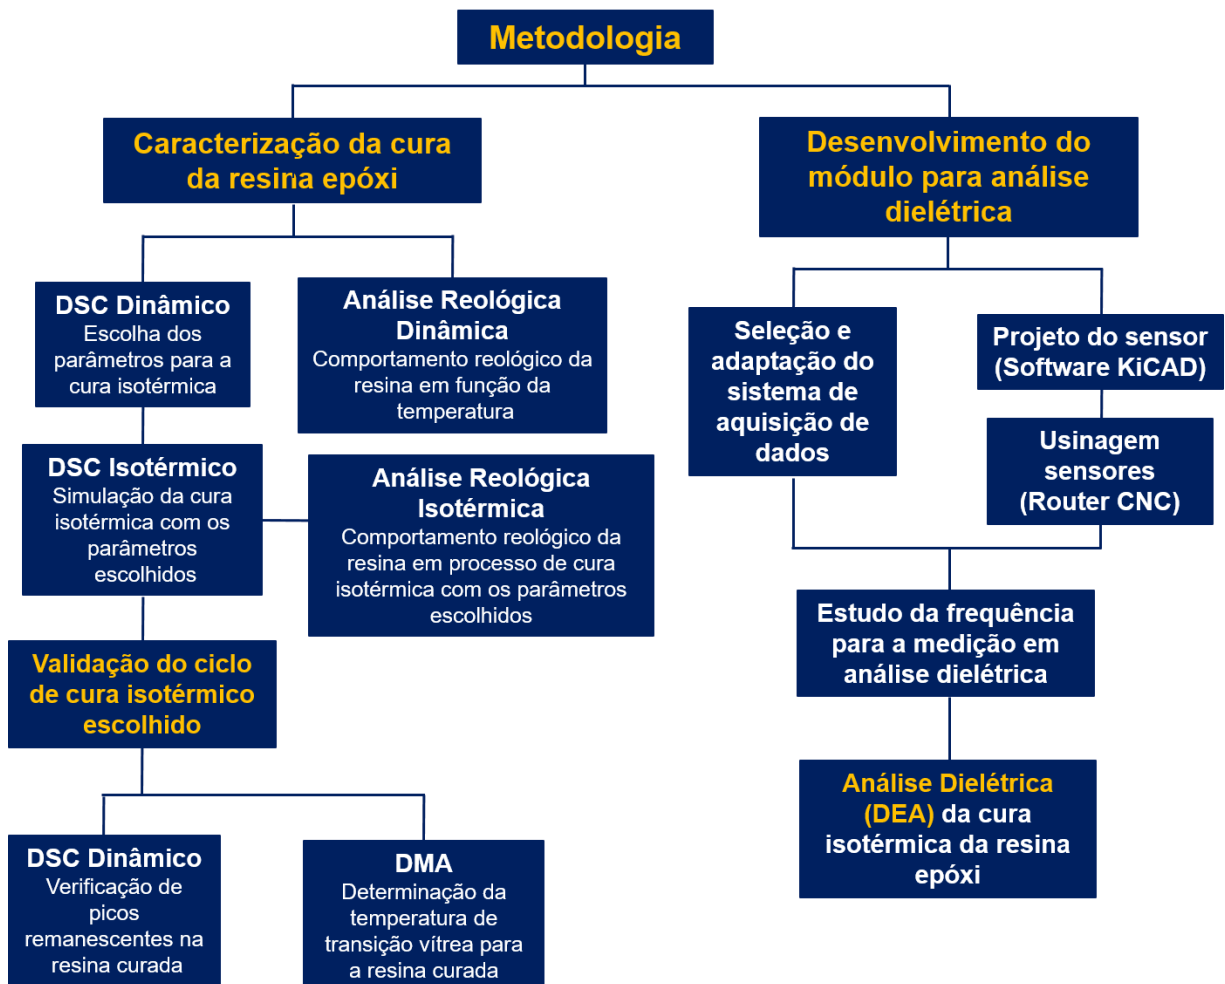 Metodologia
Caracterização da cura
da resina epóxi
Desenvolvimento do
módulo para análise
dielétrica
DSC Dinâmico
Escolha dos
parâmetros para a
cura isotérmica
Análise Reológica
Dinâmica
Comportamento reológico da
resina em função da
temperatura
Seleção e
adaptação do
sistema de
aquisição de
dados
Projeto do sensor
(Software KiCAD)
Usinagem
sensores
(Router CNC)
DSC Isotérmico
Simulação da cura
isotérmica com os
parâmetros
escolhidos
Análise Reológica
Isotérmica
Comportamento reológico da
resina em processo de cura
isotérmica com os parâmetros
escolhidos
Estudo da frequência
para a medição em
análise dielétrica
Validação do ciclo
de cura isotérmico
escolhido
Análise Dielétrica
(DEA) da cura
isotérmica da resina
epóxi
DSC Dinâmico
Verificação de
picos
remanescentes na
resina curada
DMA
Determinação da
temperatura de
transição vítrea para
a resina curada